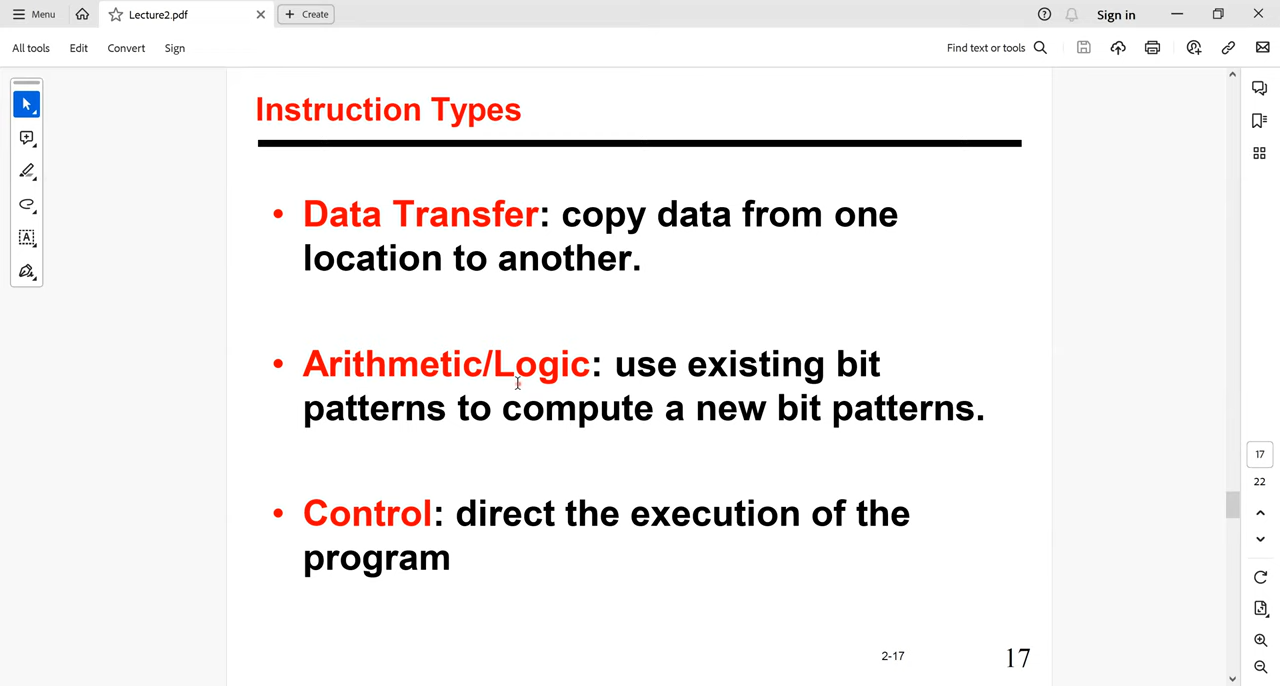 Menu
Lecture2.pdf
Create
Sign in
All tools
Edit
Convert
Sign
Find text or tools
Instruction Types
• Data Transfer: copy data from one
location to another.
• Arithmetic/Logic: use existing bit
patterns to compute a new bit patterns.
• Control: direct the execution of the
program
2-17
17
17
22